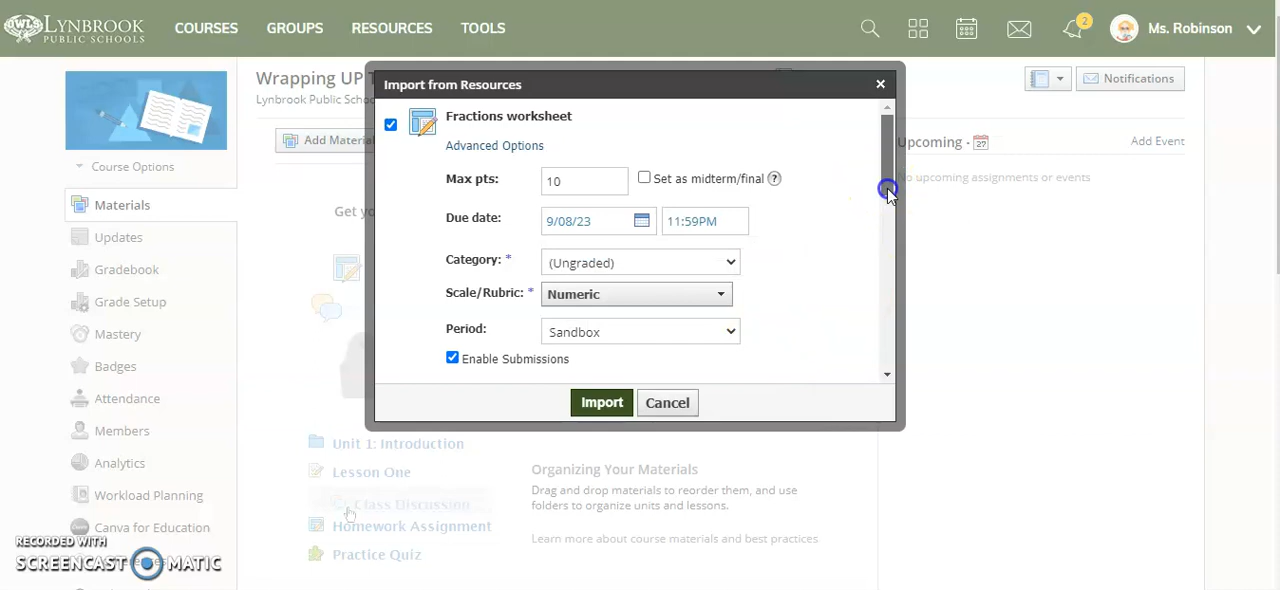 OWLS LYNBROOK
PUBLIC SCHOOLS
COURSES GROUPS RESOURCES TOOLS
2
Ms. Robinson
Wrapping UP T
Lynbrook Public Schoo
Notifications
Import from Resources
Fractions worksheet
Advanced Options
Max pts: 10 Set as midterm/final ?
Due date: 9/08/23 11:59PM
Category: * (Ungraded)
Scale/Rubric: * Numeric
Period: Sandbox
Enable Submissions
Import Cancel
Add Materia
Get yo
Upcoming · 27 Add Event
No upcoming assignments or events
Course Options
Materials
Updates
Gradebook
Grade Setup
Mastery
Badges
Attendance
Members
Analytics
Workload Planning
Canva for Education
Unit 1: Introduction
Lesson One
Class Discussion
Homework Assignment
Practice Quiz
Organizing Your Materials
Drag and drop materials to reorder them, and use
folders to organize units and lessons.
Learn more about course materials and best practices
RECORDED WITH
SCREENCAST MATIC